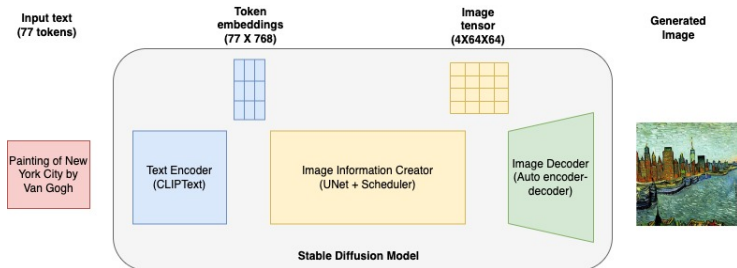 Input text
(77 tokens)
Token
embeddings
(77 X 768)
Image
tensor
(4X64X64)
Generated
Image
Painting of New
York City by
Van Gogh
Text Encoder
(CLIPText)
Image Information Creator
(UNet + Scheduler)
Image Decoder
(Auto encoder-
decoder)
Stable Diffusion Model